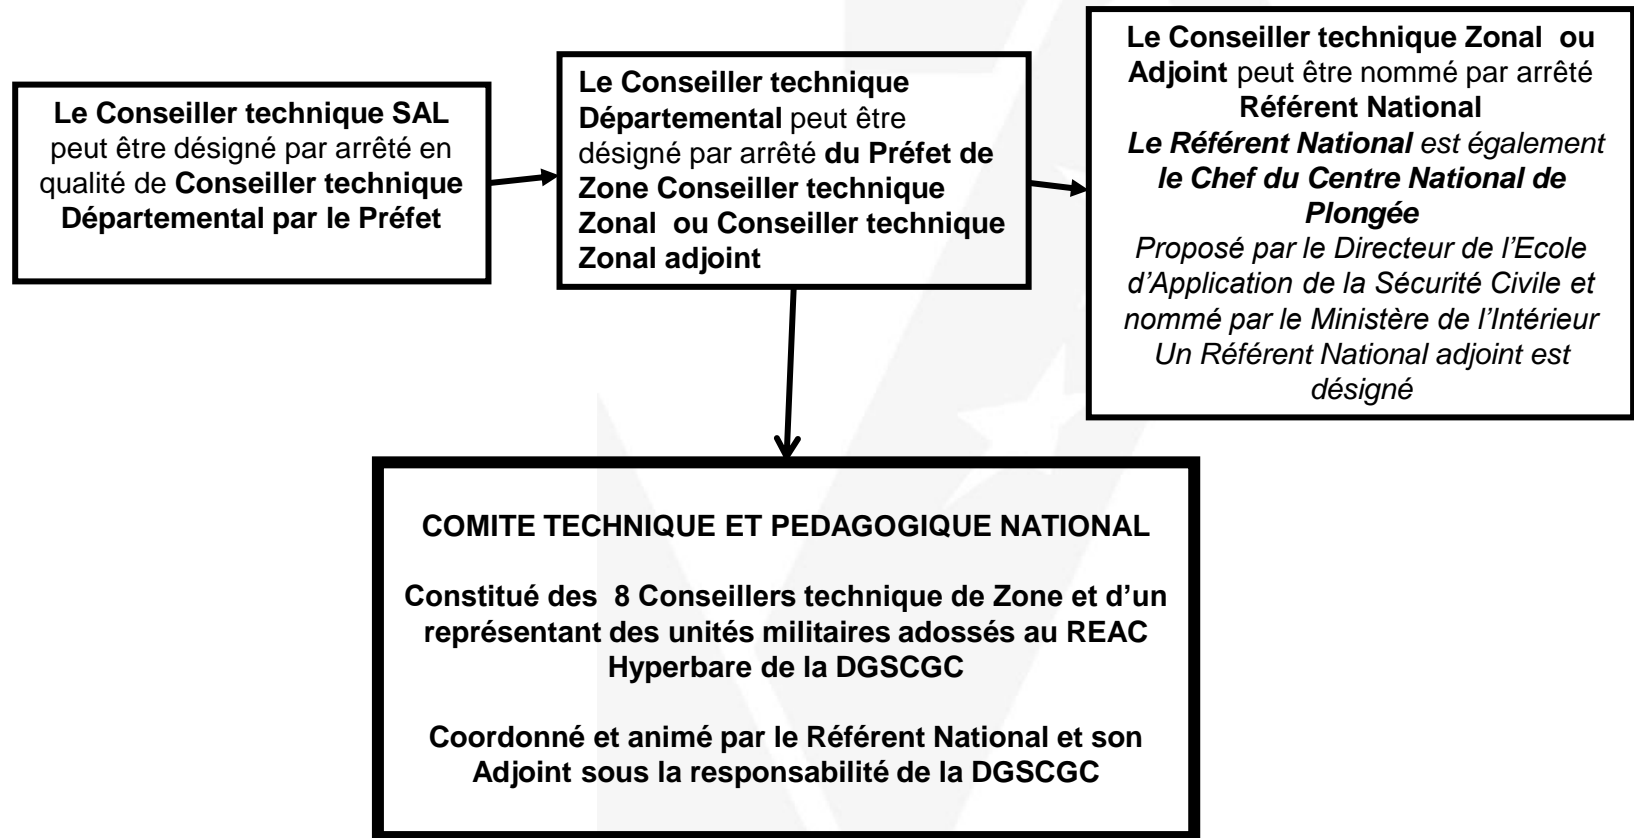 Le Conseiller technique SAL
peut être désigné par arrêté en
qualité de Conseiller technique
Départemental par le Préfet
Le Conseiller technique
Départemental peut être
désigné par arrêté du Préfet de
Zone Conseiller technique
Zonal ou Conseiller technique
Zonal adjoint
Le Conseiller technique Zonal ou
Adjoint peut être nommé par arrêté
Référent National
Le Référent National est également
le Chef du Centre National de
Plongée
Proposé par le Directeur de l’Ecole
d’Application de la Sécurité Civile et
nommé par le Ministère de l’Intérieur
Un Référent National adjoint est
désigné
COMITE TECHNIQUE ET PEDAGOGIQUE NATIONAL
Constitué des 8 Conseillers technique de Zone et d’un
représentant des unités militaires adossés au REAC
Hyperbare de la DGSCGC
Coordonné et animé par le Référent National et son
Adjoint sous la responsabilité de la DGSCGC